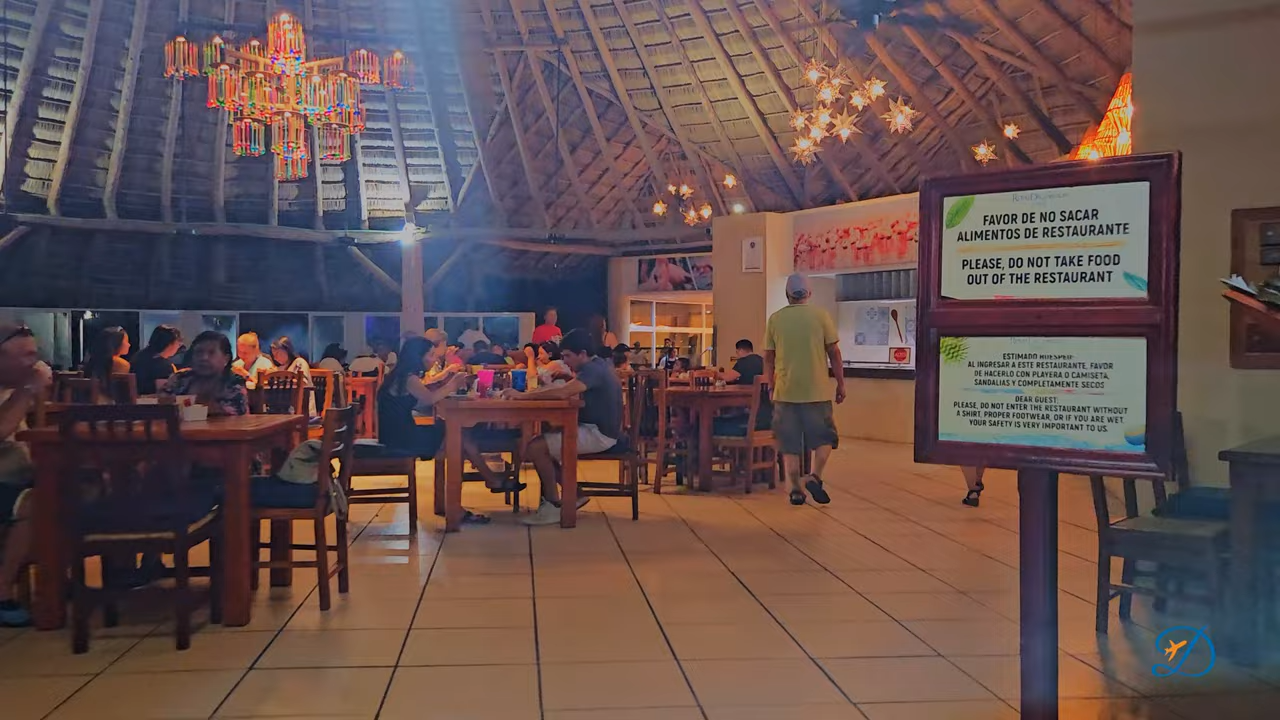 FAVOR DE NO SACAR
ALIMENTOS DE RESTAURANTE
PLEASE, DO NOT TAKE FOOD
OUT OF THE RESTAURANT
ESTIMADO HUÉSPED:
AL INGRESAR A ESTE RESTAURANTE, FAVOR
DE HACERLO CON PLAYERA O CAMISETA,
SANDALIAS Y COMPLETAMENTE SECOS
DEAR GUEST:
PLEASE, DO NOT ENTER THE RESTAURANT WITHOUT
A SHIRT, PROPER FOOTWEAR, OR IF YOU ARE WET.
YOUR SAFETY IS VERY IMPORTANT TO US.